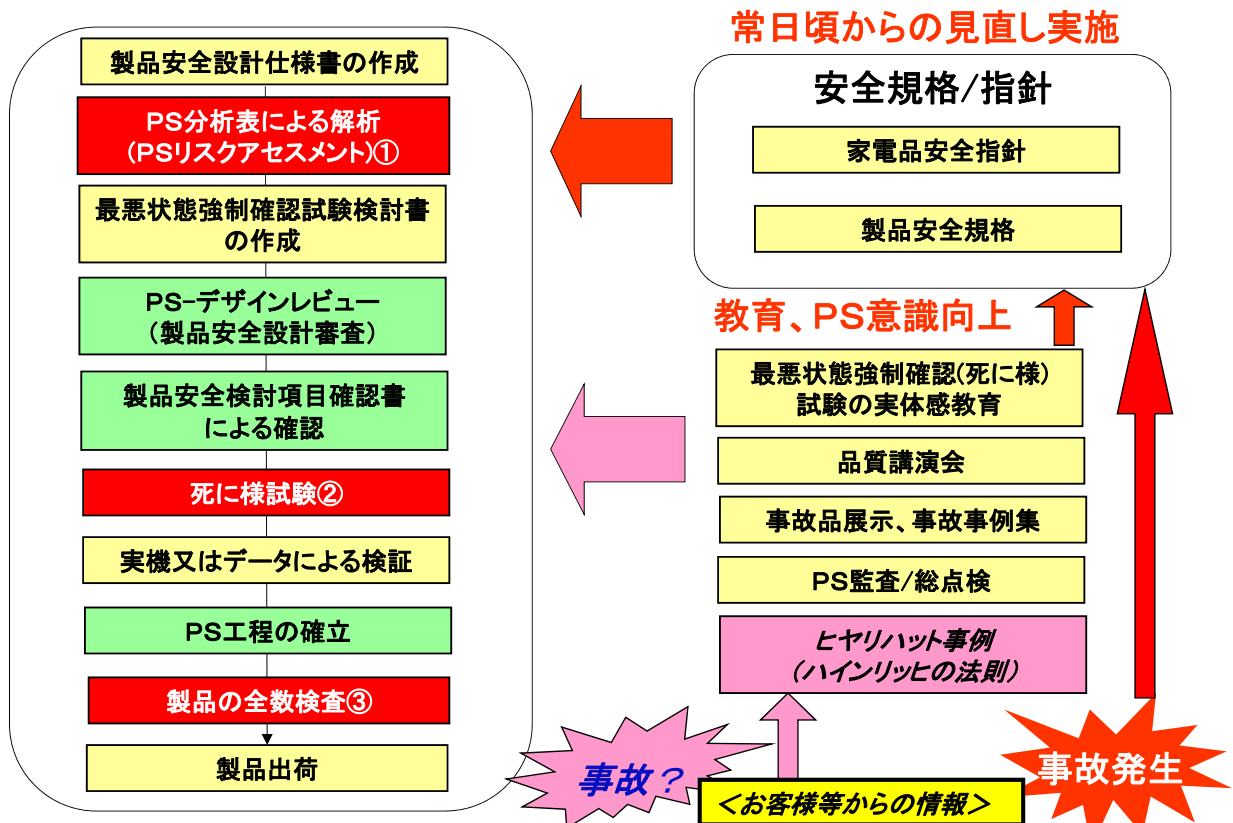 製品安全設計仕様書の作成
PS分析表による解析
(PSリスクアセスメント)①
最悪状態強制確認試験検討書
の作成
PS-デザインレビュー
（製品安全設計審査）
製品安全検討項目確認書
による確認
死に様試験②
実機又はデータによる検証
PS工程の確立
製品の全数検査③
製品出荷
常日頃からの見直し実施
安全規格/指針
家電品安全指針
製品安全規格
教育、PS意識向上
最悪状態強制確認(死に様)
試験の実体感教育
品質講演会
事故品展示、事故事例集
PS監査/総点検
ヒヤリハット事例
（ハインリッヒの法則）
事故？
＜お客様等からの情報＞
事故発生